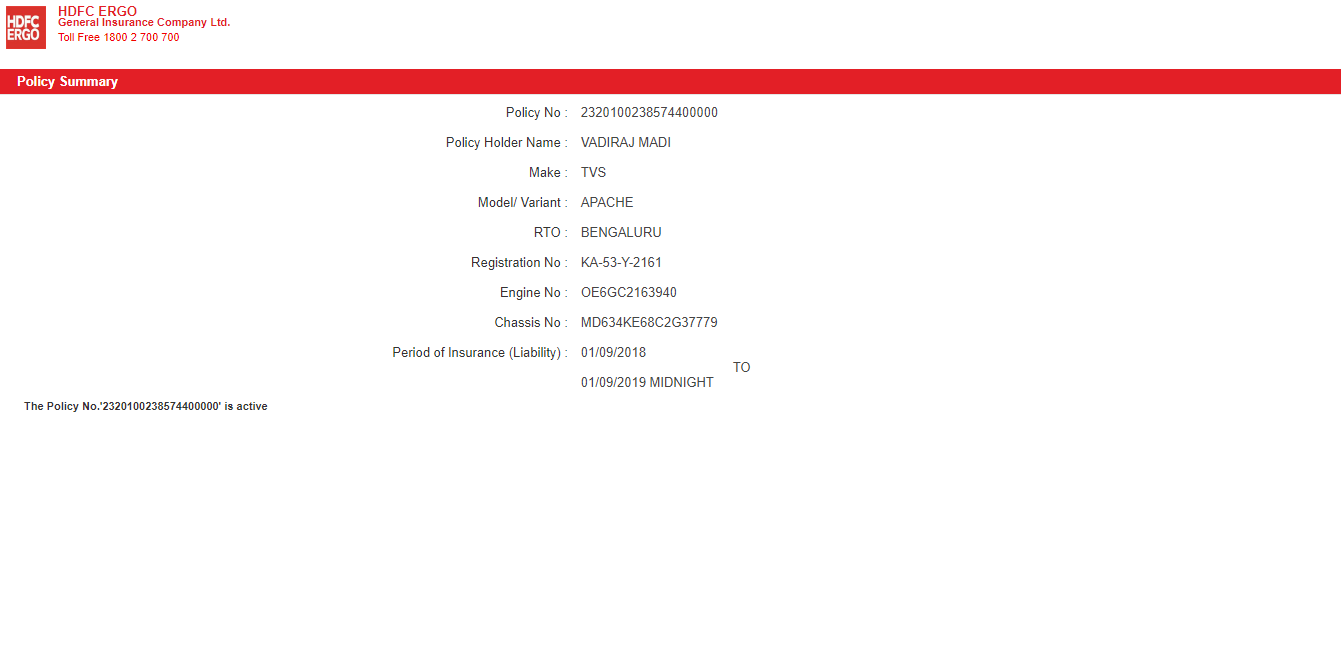 HDFC
ERGO
HDFC ERGO
General Insurance Company Ltd.
Toll Free 1800 2 700 700
Policy Summary
Policy No : 2320100238574400000
Policy Holder Name : VADIRAJ MADI
Make : TVS
Model/ Variant : APACHE
RTO : BENGALURU
Registration No : KA-53-Y-2161
Engine No : OE6GC2163940
Chassis No : MD634KE68C2G37779
Period of Insurance (Liability) : 01/09/2018
TO
01/09/2019 MIDNIGHT
The Policy No.'2320100238574400000' is active